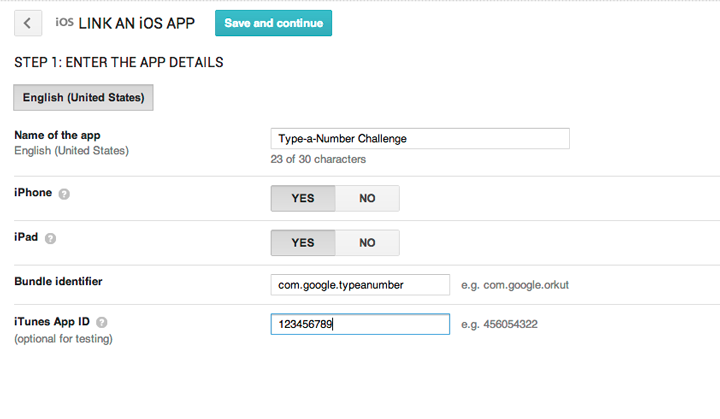 iOS LINK AN iOS APP Save and continue
STEP 1: ENTER THE APP DETAILS
English (United States)
Name of the app Type-a-Number Challenge
English (United States) 23 of 30 characters
iPhone ? YES NO
iPad ? YES NO
Bundle identifier com.google.typeanumber e.g. com.google.orkut
iTunes App ID ? 123456789 e.g. 456054322
(optional for testing)